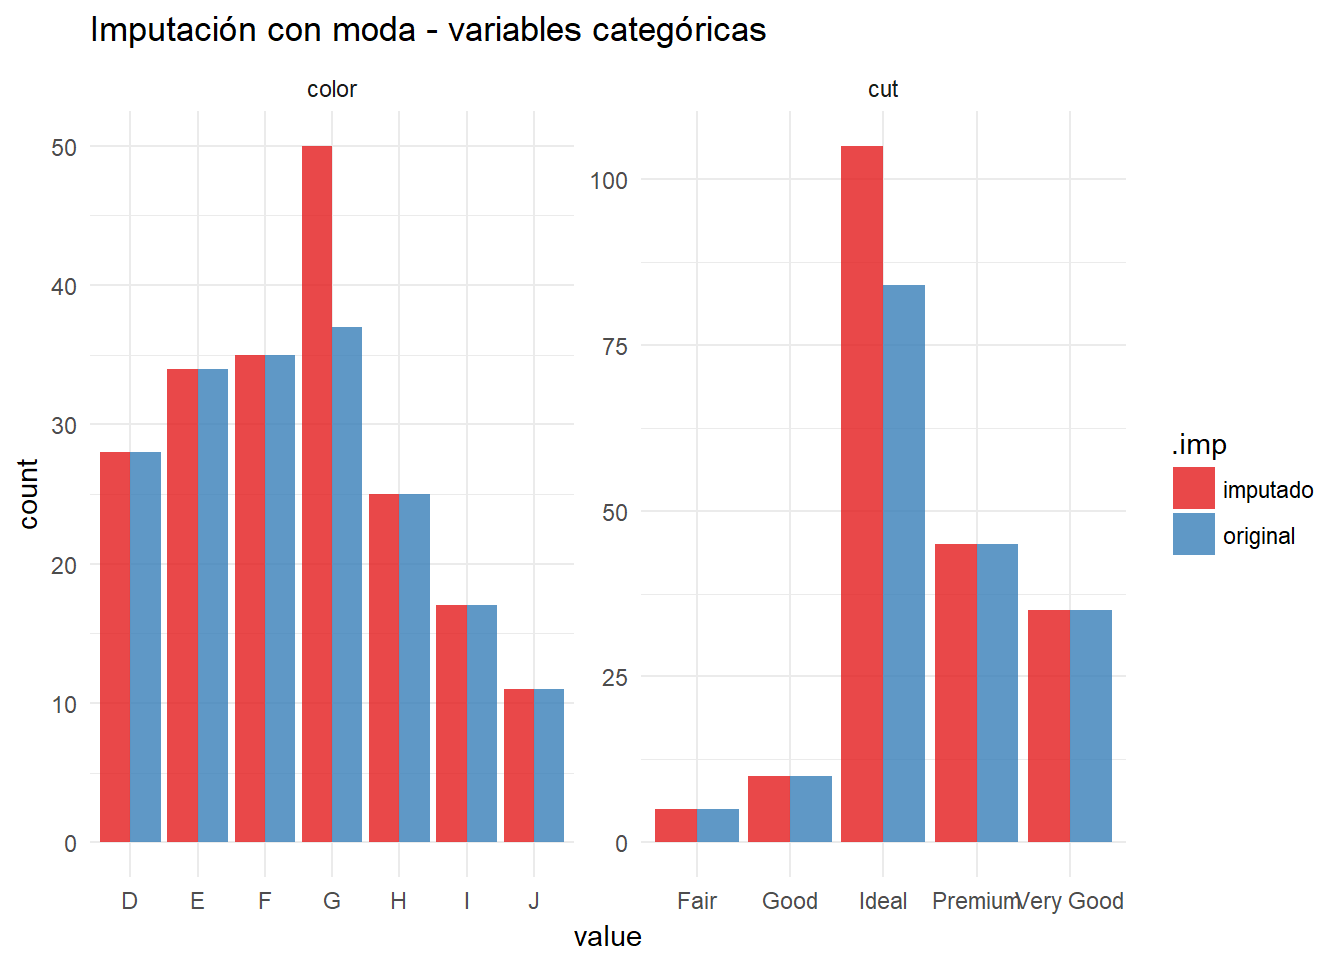 Imputación con moda - variables categóricas
color
cut
50
40
30
20
10
0
100
75
50
25
0
count
D E F G H I J
Fair Good Ideal Premium Very Good
value
.imp
imputado
original